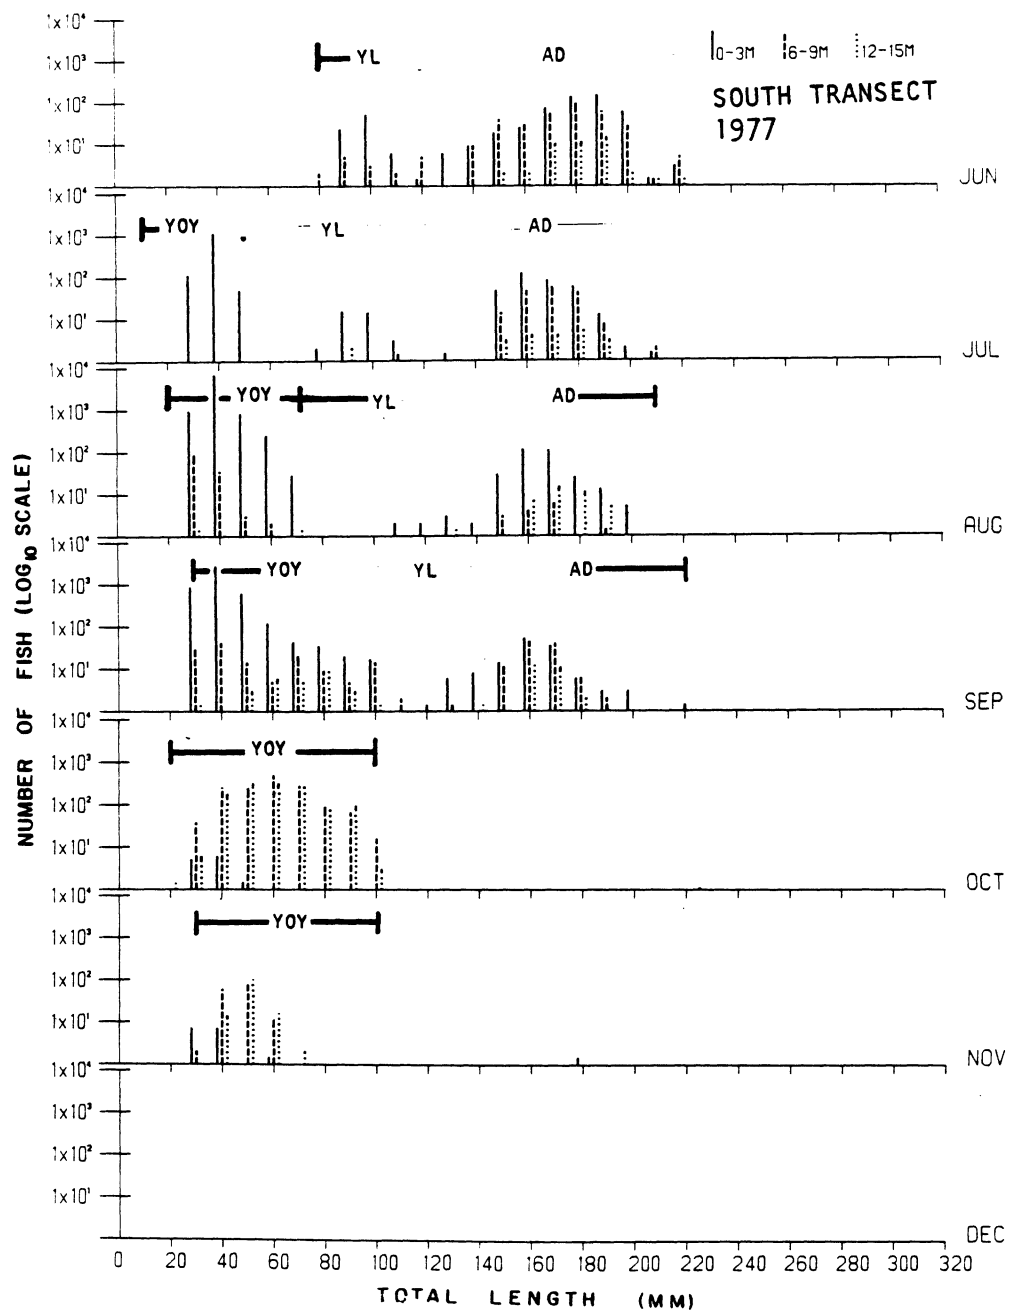 1x10⁴
1x10³
1x10²
1x10¹
YL AD
0-3M 6-9M 12-15M
SOUTH TRANSECT
1977
JUN
1x10⁴
1x10³
1x10²
1x10¹
YOY YL AD
JUL
1x10⁴
1x10³
1x10²
1x10¹
YOY YL AD
AUG
1x10⁴
1x10³
1x10²
1x10¹
YOY YL AD
SEP
1x10⁴
1x10³
1x10²
1x10¹
YOY
OCT
1x10⁴
1x10³
1x10²
1x10¹
YOY
NOV
1x10⁴
1x10³
1x10²
1x10¹
DEC
0 20 40 60 80 100 120 140 160 180 200 220 240 260 280 300 320
TOTAL LENGTH (MM)
NUMBER OF FISH (LOG₁₀ SCALE)